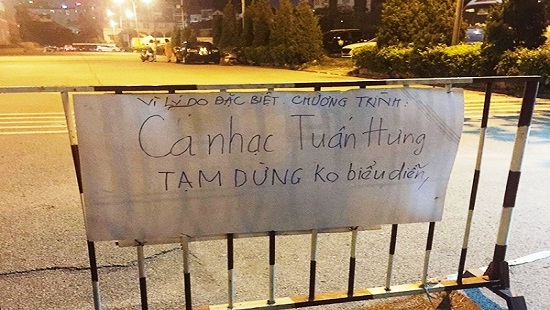 Vì Lý DO ĐẶC BIỆT CHƯƠNG TRÌNH:
Ca nhạc Tuấn Hưng
TẠM DỪNG Ko biểu diễn,